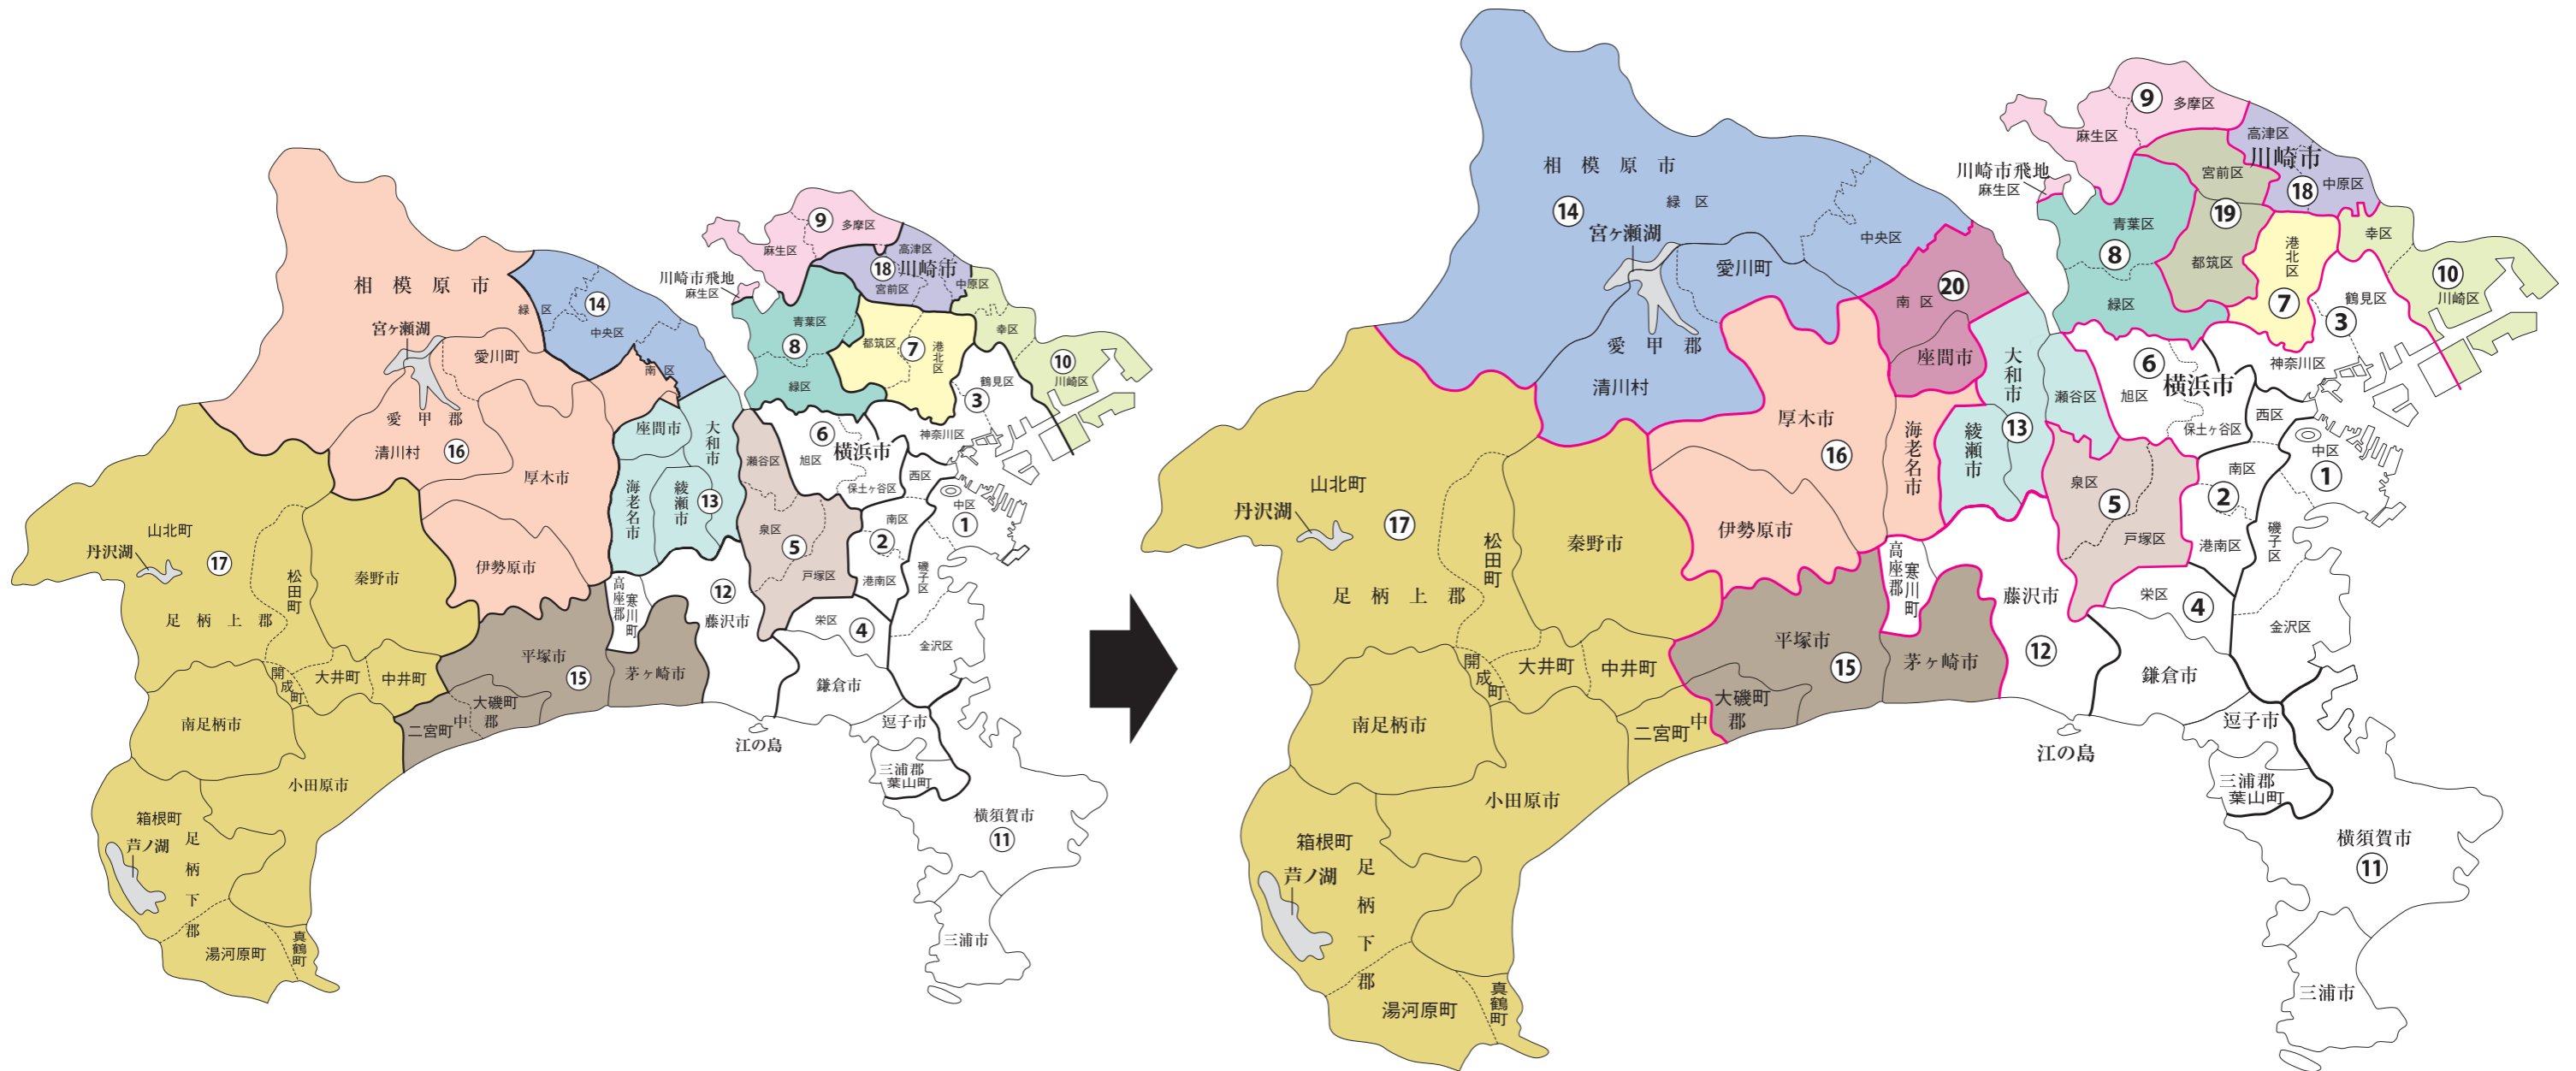 相模原市
宮ヶ瀬湖
愛川町
愛甲郡
清川村
⑯
厚木市
伊勢原市
緑区
⑭
中央区
南区
川崎市飛地
麻生区
麻生区
⑨
多摩区
高津区
⑱
川崎市
宮前区
中原区
幸区
⑩
川崎区
青葉区
⑧
緑区
都筑区
⑦
港北区
鶴見区
③
神奈川区
⑥
旭区
横浜市
保土ヶ谷区
西区
中区
①
南区
②
港南区
磯子区
金沢区
瀬谷区
泉区
⑤
戸塚区
栄区
④
鎌倉市
座間市
大和市
海老名市
綾瀬市
⑬
高座郡
寒川町
⑫
藤沢市
江の島
茅ヶ崎市
平塚市
⑮
大磯町
二宮町
中郡
山北町
丹沢湖
⑰
足柄上郡
松田町
秦野市
開成町
大井町
中井町
南足柄市
小田原市
箱根町
芦ノ湖
足柄下郡
湯河原町
真鶴町
逗子市
三浦郡
葉山町
横須賀市
⑪
三浦市
相模原市
⑭
緑区
宮ヶ瀬湖
中央区
愛川町
愛甲郡
清川村
南区
⑳
座間市
川崎市飛地
麻生区
麻生区
⑨
多摩区
高津区
川崎市
⑱
中原区
宮前区
⑲
都筑区
青葉区
⑧
緑区
港北区
⑦
幸区
⑩
川崎区
鶴見区
③
神奈川区
⑥
旭区
横浜市
保土ヶ谷区
西区
中区
①
南区
②
港南区
磯子区
金沢区
大和市
瀬谷区
綾瀬市
⑬
泉区
⑤
戸塚区
栄区
④
鎌倉市
厚木市
⑯
海老名市
伊勢原市
高座郡
寒川町
藤沢市
⑫
江の島
茅ヶ崎市
平塚市
⑮
大磯町
中郡
二宮町
山北町
丹沢湖
⑰
足柄上郡
松田町
秦野市
開成町
大井町
中井町
南足柄市
小田原市
箱根町
芦ノ湖
足柄下郡
湯河原町
真鶴町
逗子市
三浦郡
葉山町
横須賀市
⑪
三浦市